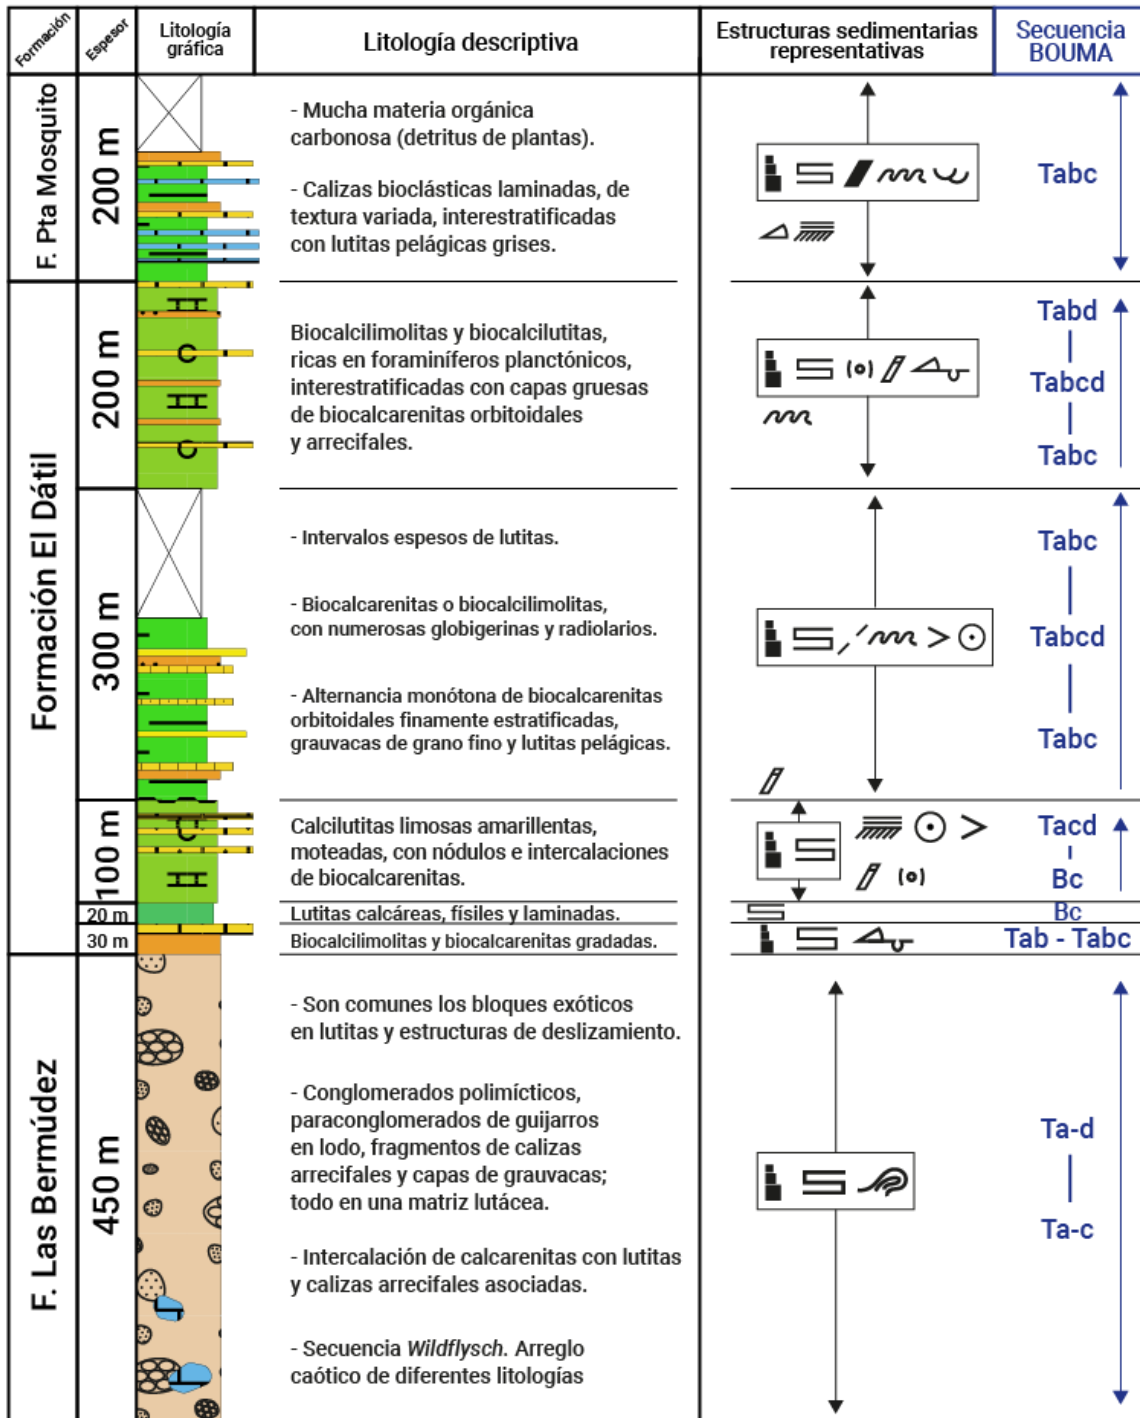 Formación
Espesor
Litología
gráfica
Litología descriptiva
Estructuras sedimentarias
representativas
Secuencia
BOUMA
F. Pta Mosquito
200 m
- Mucha materia orgánica
carbonosa (detritus de plantas).
- Calizas bioclásticas laminadas, de
textura variada, interestratificadas
con lutitas pelágicas grises.
Tabc
Formación El Dátil
200 m
Biocalcilimolitas y biocalcilutitas,
ricas en foraminíferos planctónicos,
interestratificadas con capas gruesas
de biocalcarenitas orbitoidales
y arrecifales.
Tabd
Tabcd
Tabc
300 m
- Intervalos espesos de lutitas.
- Biocalcarenitas o biocalcilimolitas,
con numerosas globigerinas y radiolarios.
- Alternancia monótona de biocalcarenitas
orbitoidales finamente estratificadas,
grauvacas de grano fino y lutitas pelágicas.
Tabc
Tabcd
Tabc
100 m
Calcilutitas limosas amarillentas,
moteadas, con nódulos e intercalaciones
de biocalcarenitas.
Tacd
Bc
20 m
Lutitas calcáreas, físiles y laminadas.
Bc
30 m
Biocalcilimolitas y biocalcarenitas gradadas.
Tab - Tabc
F. Las Bermúdez
450 m
- Son comunes los bloques exóticos
en lutitas y estructuras de deslizamiento.
- Conglomerados polimícticos,
paraconglomerados de guijarros
en lodo, fragmentos de calizas
arrecifales y capas de grauvacas;
todo en una matriz lutácea.
- Intercalación de calcarenitas con lutitas
y calizas arrecifales asociadas.
- Secuencia Wildflysch. Arreglo
caótico de diferentes litologías
Ta-d
Ta-c